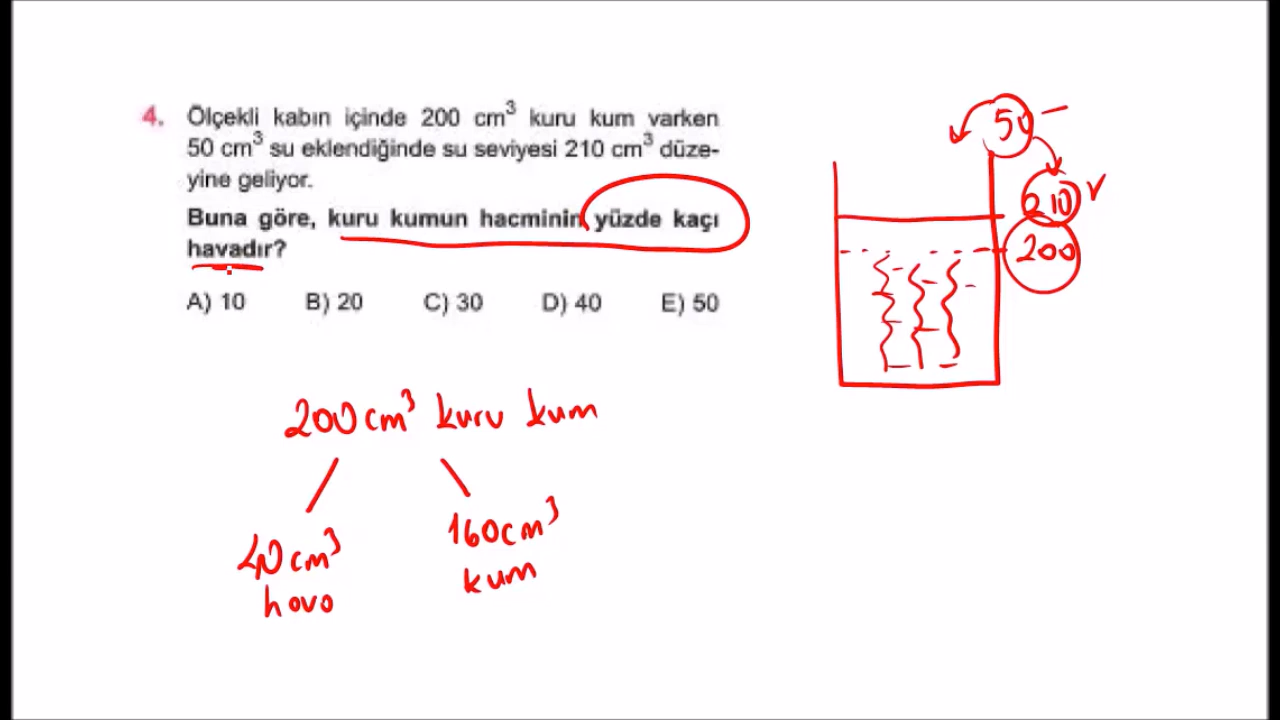 4. Ölçekli kabın içinde 200 cm³ kuru kum varken
50 cm³ su eklendiğinde su seviyesi 210 cm³ düze-
yine geliyor.
Buna göre, kuru kumun hacminin yüzde kaçı
havadır?
A) 10 B) 20 C) 30 D) 40 E) 50
50
210
200
200 cm³ kuru kum
40 cm³
hava
160 cm³
kum